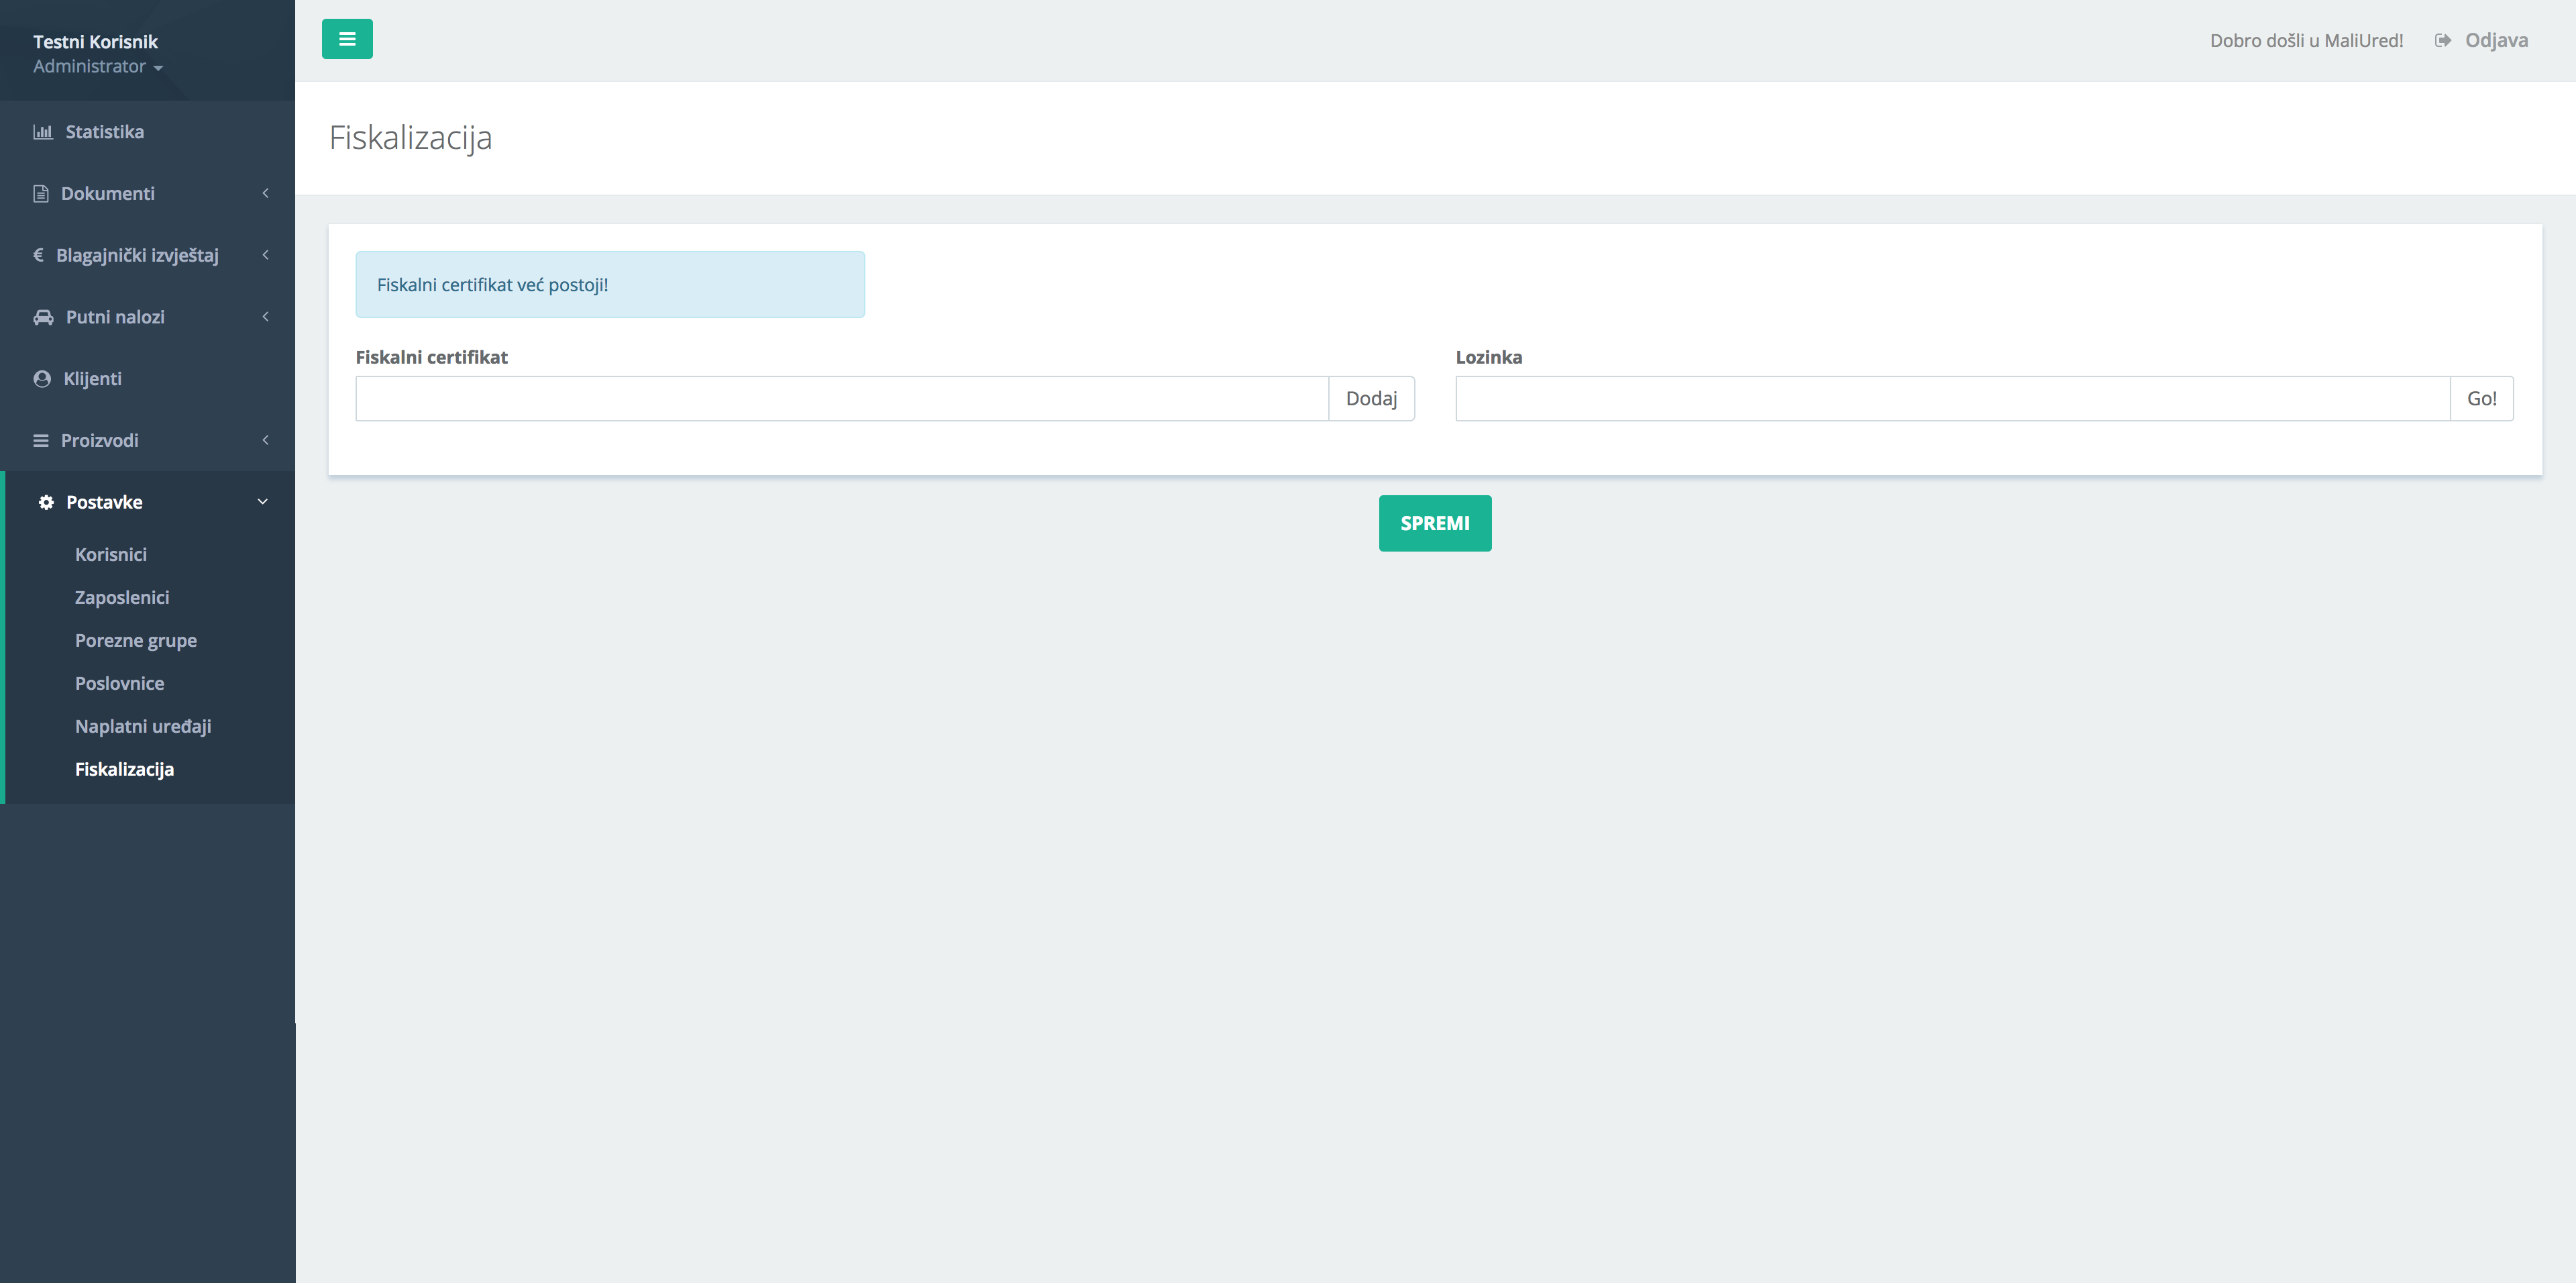 Testni Korisnik
Administrator
Statistika
Dokumenti
Blagajnički izvještaj
Putni nalozi
Klijenti
Proizvodi
Postavke
Korisnici
Zaposlenici
Porezne grupe
Poslovnice
Naplatni uređaji
Fiskalizacija
Dobro došli u MaliUred!
Odjava
Fiskalizacija
Fiskalni certifikat već postoji!
Fiskalni certifikat
Dodaj
Lozinka
Go!
SPREMI